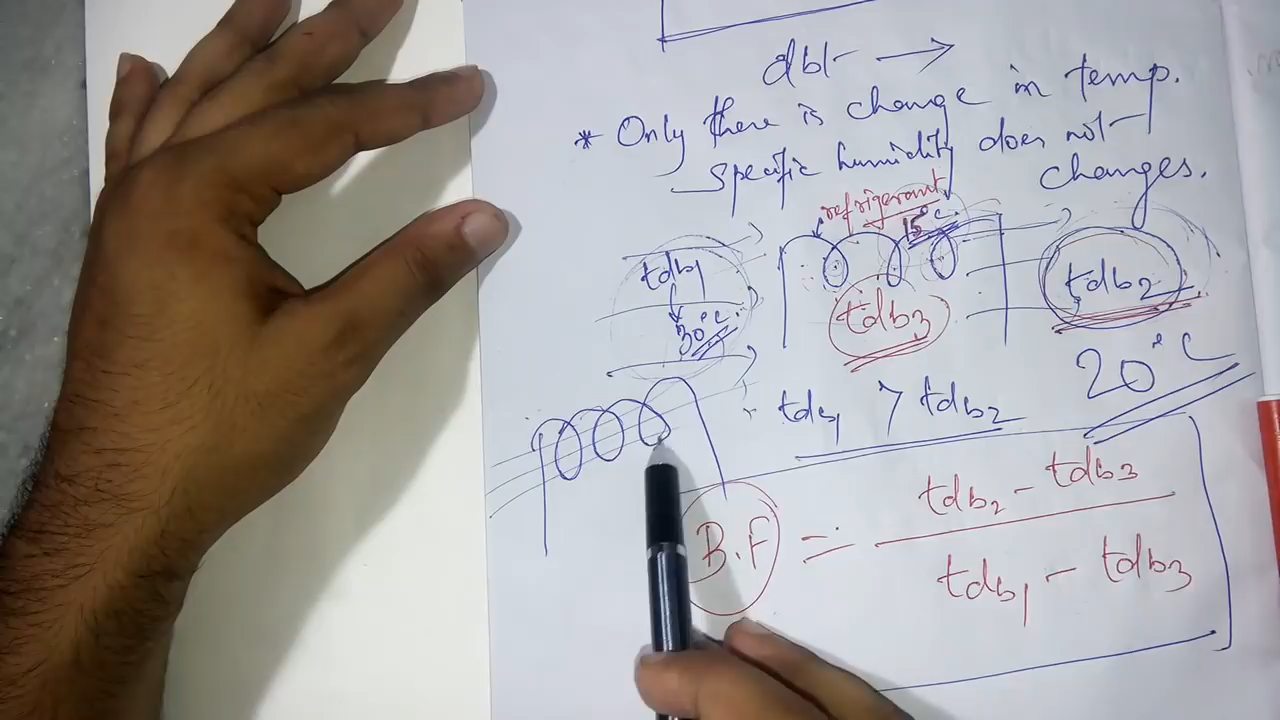 dbt →
* Only there is change in temp.
specific humidity does not
changes.
refrigerant
15°C
tdb1
30°C
tdb3
tdb2
20°C
tdb1 > tdb2
B.F = tdb2 - tdb3
tdb1 - tdb3